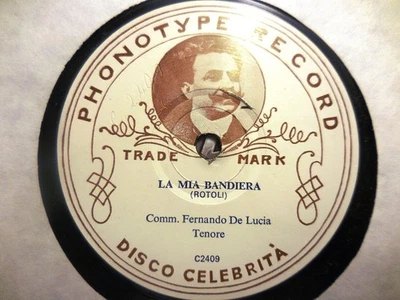 PHONOTYPE RECORD
TRADE MARK
LA MIA BANDIERA
(ROTOLI)
Comm. Fernando De Lucia
Tenore
C2409
DISCO CELEBRITÀ